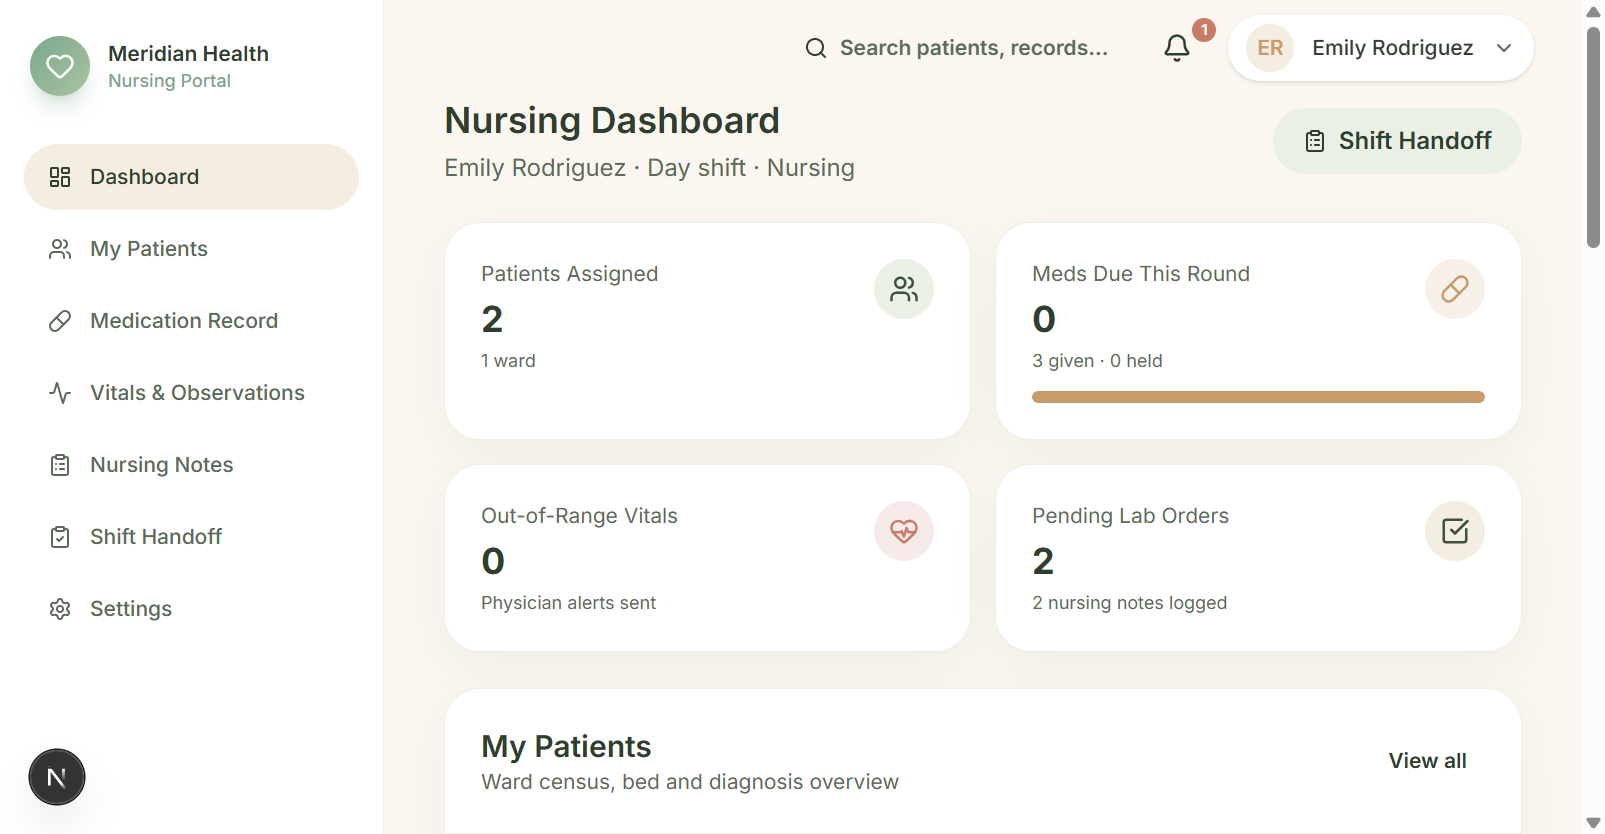 Meridian Health
Nursing Portal
Dashboard
My Patients
Medication Record
Vitals & Observations
Nursing Notes
Shift Handoff
Settings
N
Search patients, records...
1
ER
Emily Rodriguez
Nursing Dashboard
Emily Rodriguez · Day shift · Nursing
Shift Handoff
Patients Assigned
2
1 ward
Meds Due This Round
0
3 given · 0 held
Out-of-Range Vitals
0
Physician alerts sent
Pending Lab Orders
2
2 nursing notes logged
My Patients
Ward census, bed and diagnosis overview
View all